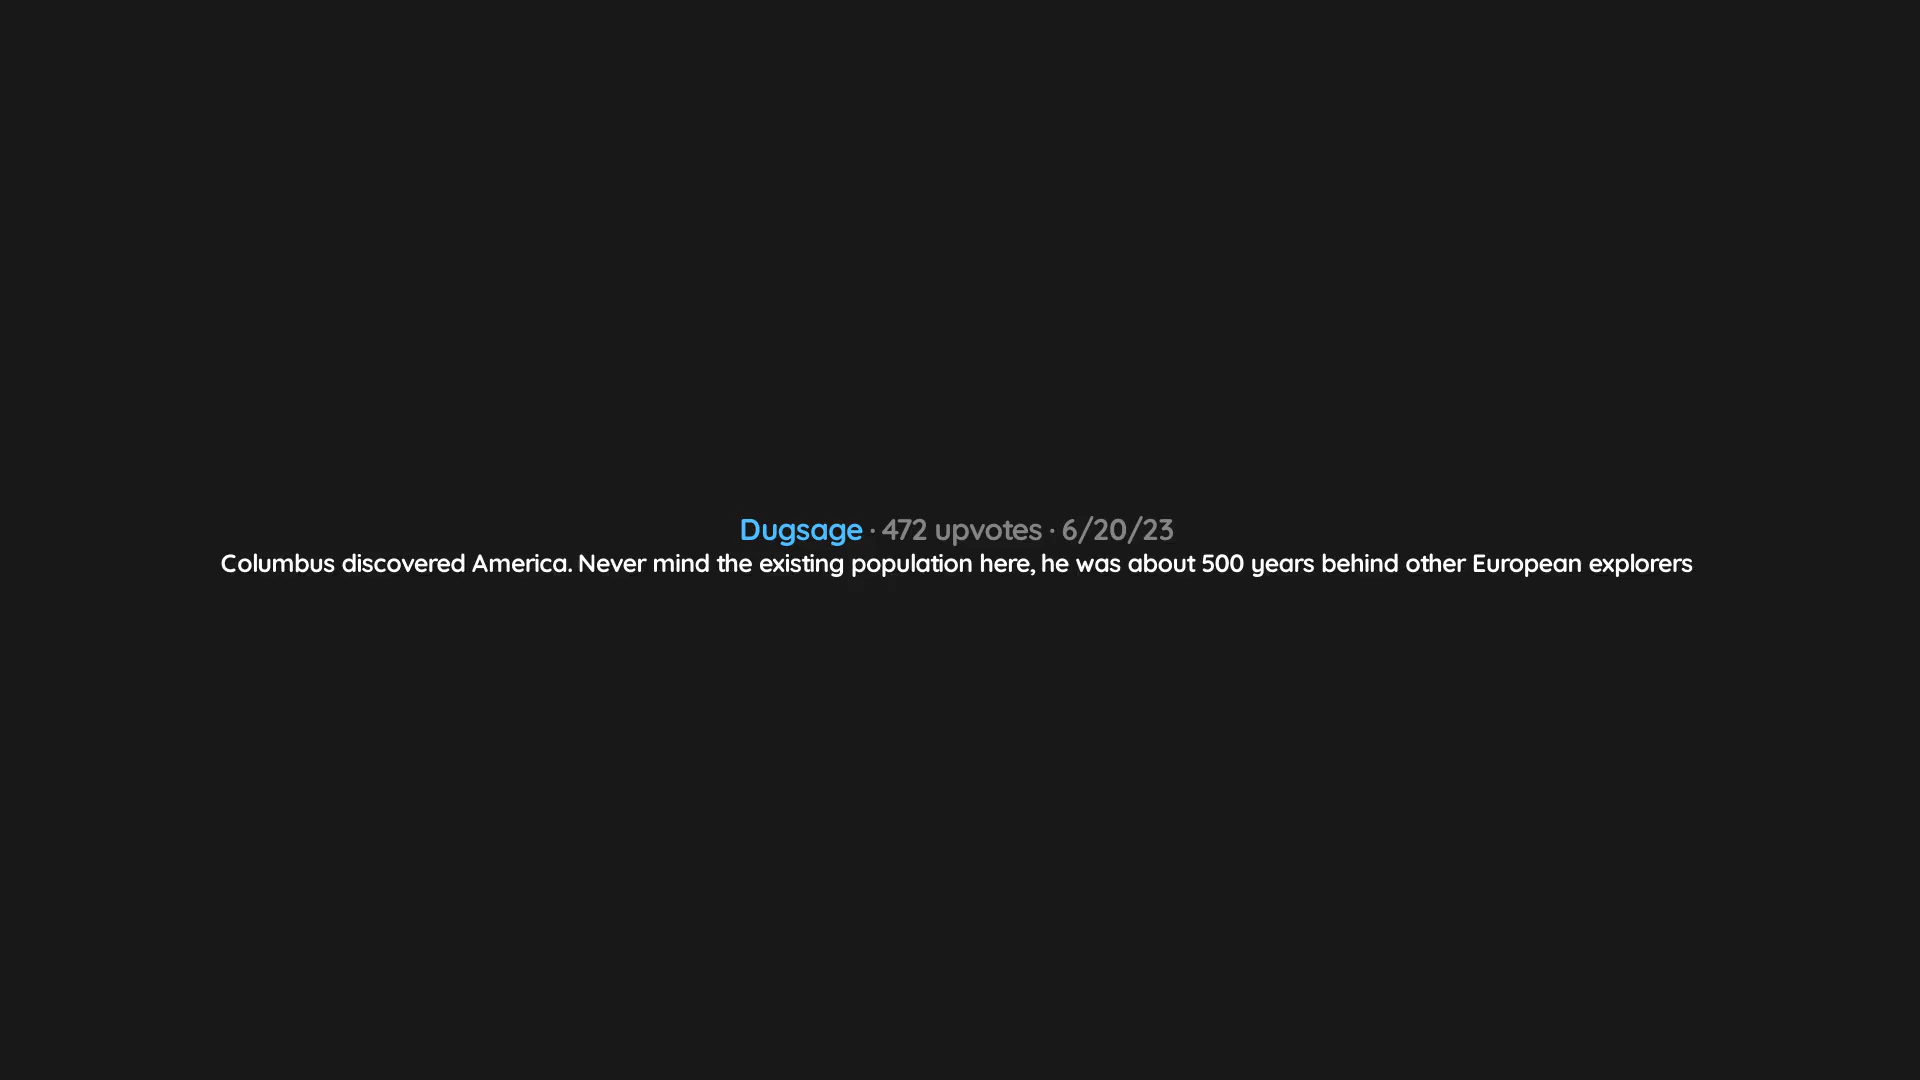 Dugsage · 472 upvotes · 6/20/23
Columbus discovered America. Never mind the existing population here, he was about 500 years behind other European explorers